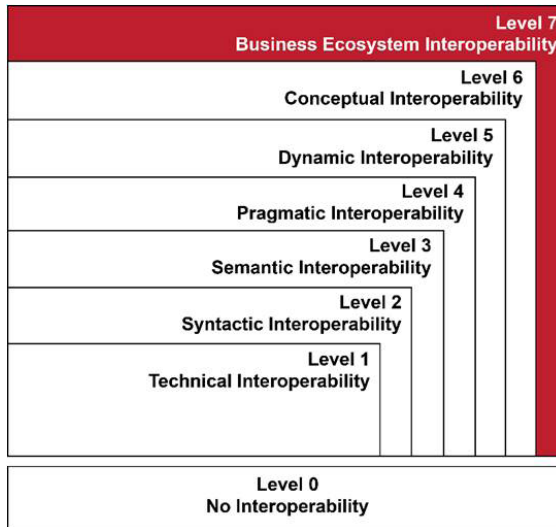 Level 7
Business Ecosystem Interoperability
Level 6
Conceptual Interoperability
Level 5
Dynamic Interoperability
Level 4
Pragmatic Interoperability
Level 3
Semantic Interoperability
Level 2
Syntactic Interoperability
Level 1
Technical Interoperability
Level 0
No Interoperability